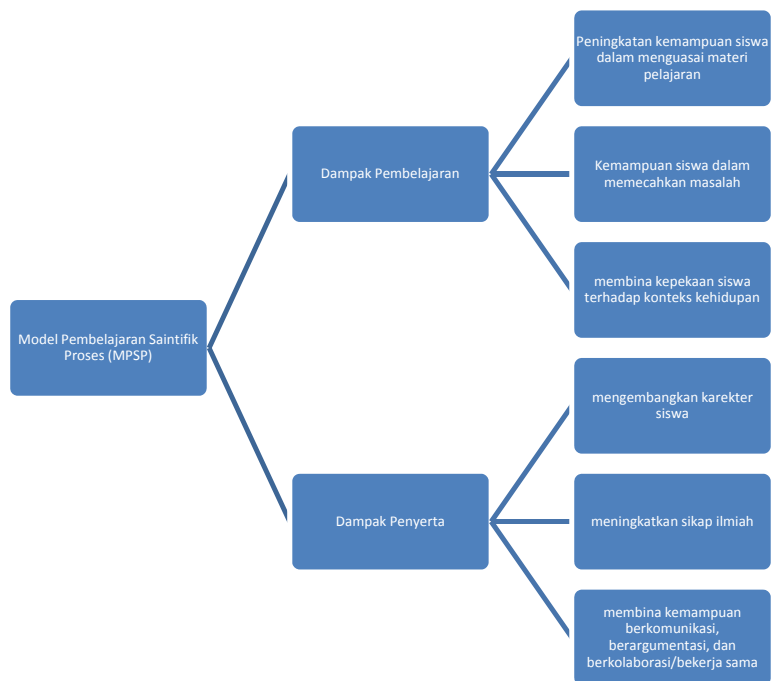 Model Pembelajaran Saintifik
Proses (MPSP)
Dampak Pembelajaran
Peningkatan kemampuan siswa
dalam menguasai materi
pelajaran
Kemampuan siswa dalam
memecahkan masalah
membina kepekaan siswa
terhadap konteks kehidupan
Dampak Penyerta
mengembangkan karekter
siswa
meningkatkan sikap ilmiah
membina kemampuan
berkomunikasi,
berargumentasi, dan
berkolaborasi/bekerja sama